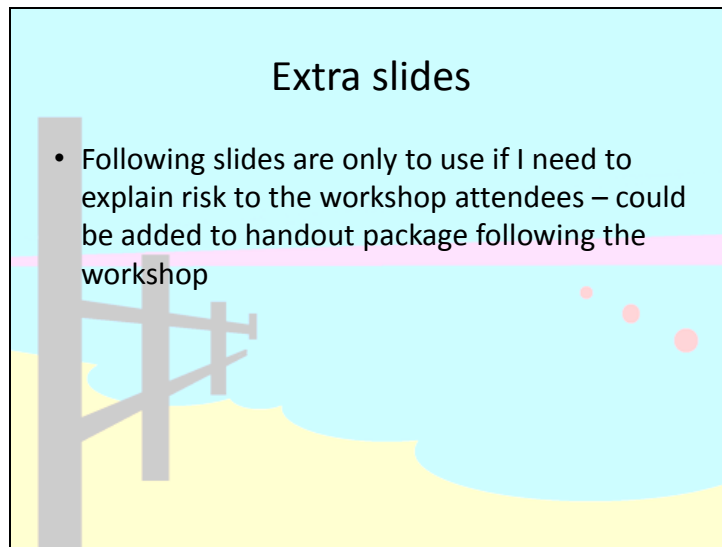 Extra slides
• Following slides are only to use if I need to
explain risk to the workshop attendees – could
be added to handout package following the
workshop